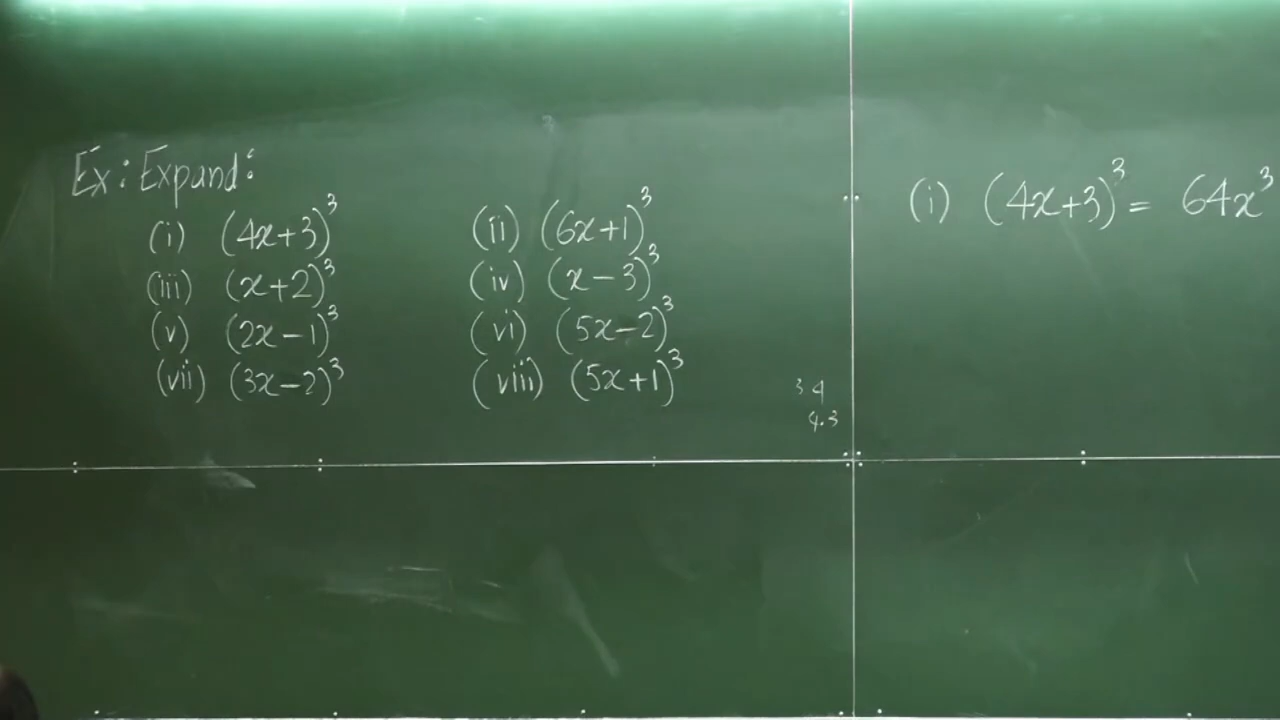 Ex: Expand:
(i) (4x+3)³ (ii) (6x+1)³
(iii) (x+2)³ (iv) (x-3)³
(v) (2x-1)³ (vi) (5x-2)³
(vii) (3x-2)³ (viii) (5x+1)³
3 4
4.3
(i) (4x+3)³ = 64x³